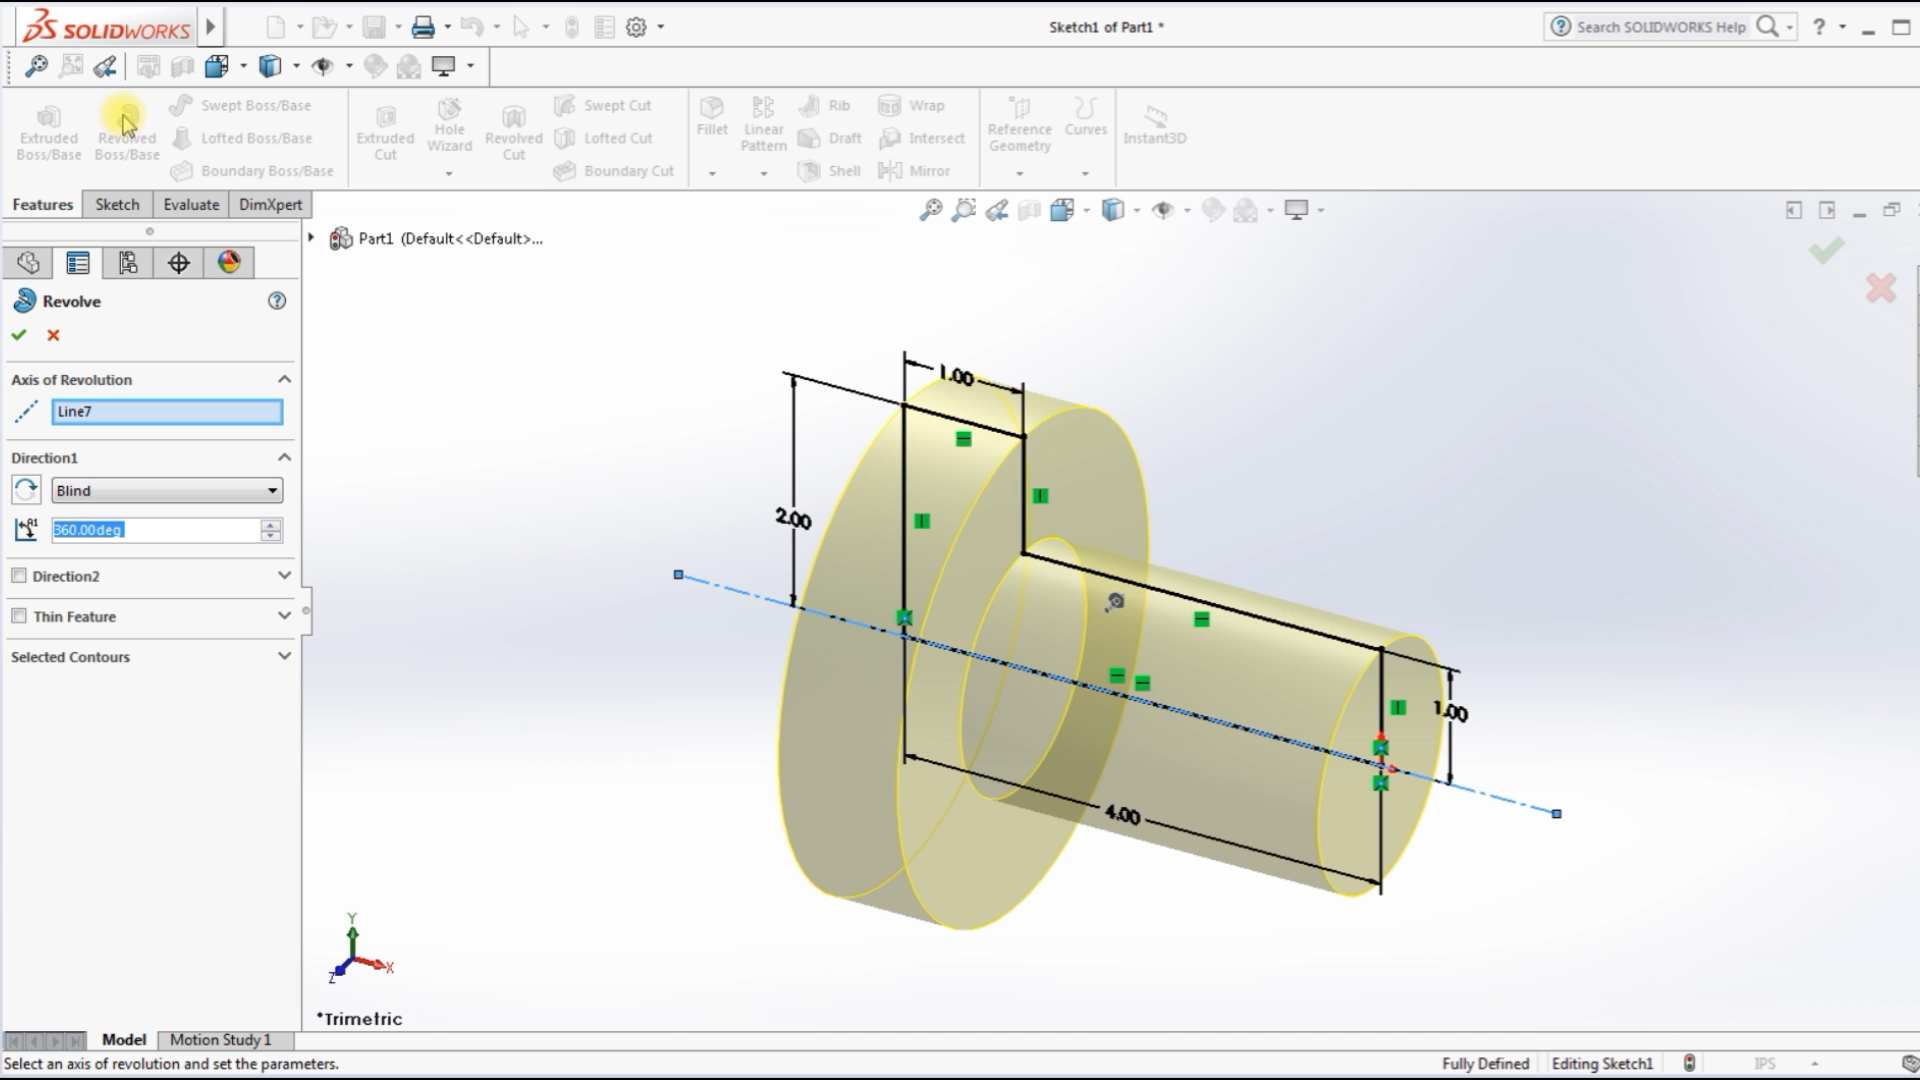 SOLIDWORKS
Sketch1 of Part1 *
Search SOLIDWORKS Help
?
Extruded Boss/Base
Revolved Boss/Base
Swept Boss/Base
Lofted Boss/Base
Boundary Boss/Base
Extruded Cut
Hole Wizard
Revolved Cut
Swept Cut
Lofted Cut
Boundary Cut
Fillet
Linear Pattern
Rib
Draft
Shell
Wrap
Intersect
Mirror
Reference Geometry
Curves
Instant3D
Features
Sketch
Evaluate
DimXpert
Part1 (Default<<Default>...
Revolve
?
Axis of Revolution
Line7
Direction1
Blind
A1
360.00deg
Direction2
Thin Feature
Selected Contours
1.00
2.00
1.00
4.00
Y
X
Z
*Trimetric
Model
Motion Study 1
Select an axis of revolution and set the parameters.
Fully Defined
Editing Sketch1
IPS